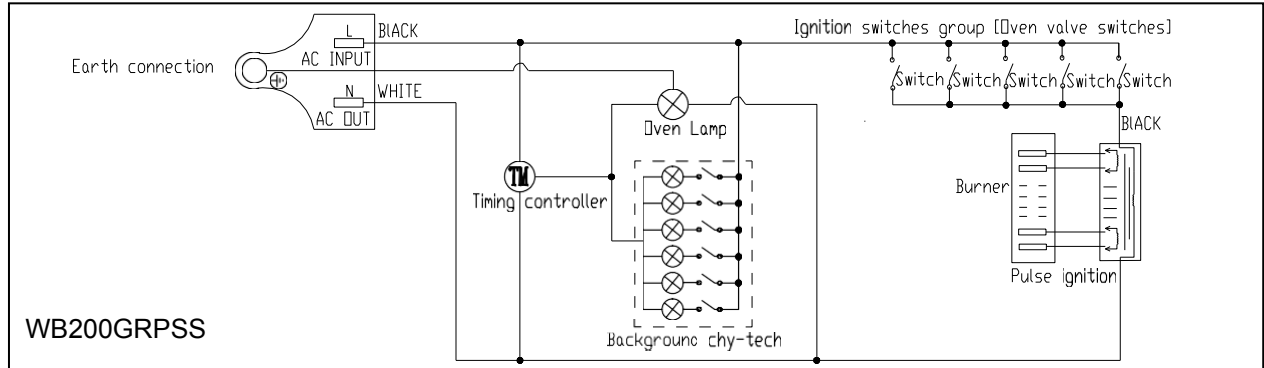 Ignition switches group [Oven valve switches]
L BlACK
AC INPUT
Earth connection
N WHITE
AC OUT
Switch Switch Switch Switch Switch
Oven Lamp
BlACK
TM
Timing controller
Burner
Pulse ignition
WB200GRPSS
Background chy-tech